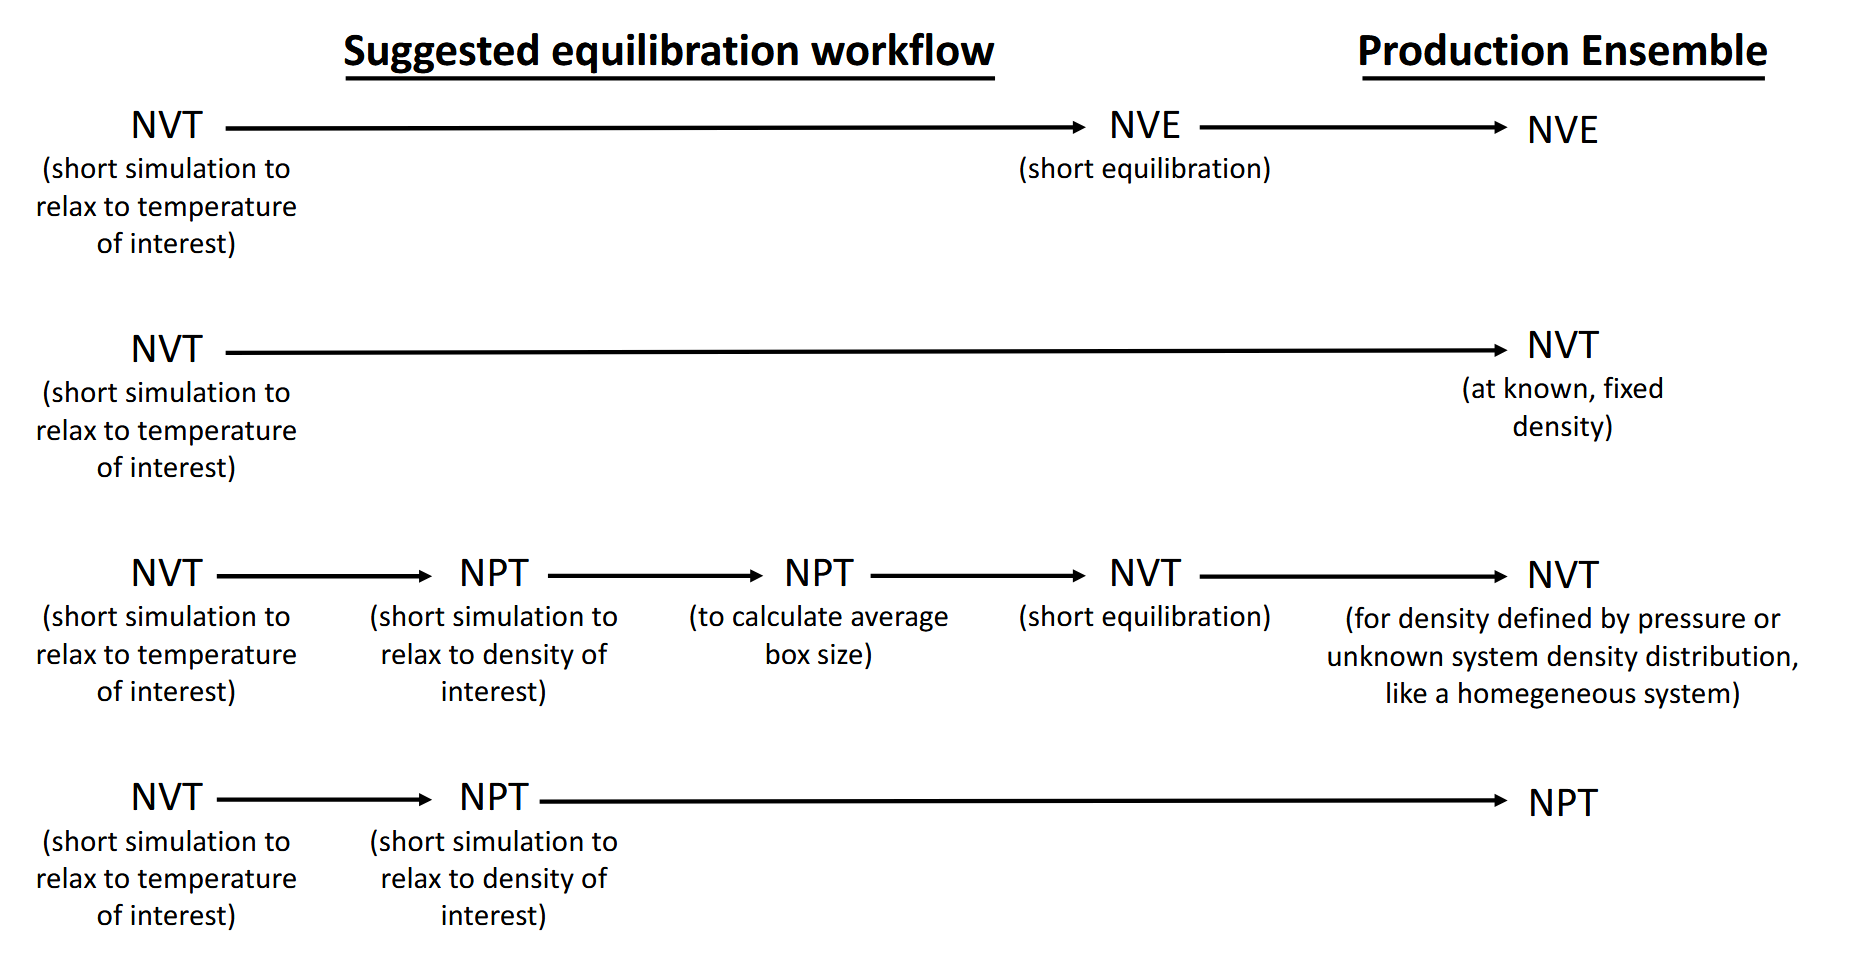 Suggested equilibration workflow
Production Ensemble
NVT
NVE
NVE
(short simulation to
relax to temperature
of interest)
(short equilibration)
NVT
NVT
(short simulation to
relax to temperature
of interest)
(at known, fixed
density)
NVT
NPT
NPT
NVT
NVT
(short simulation to
relax to temperature
of interest)
(short simulation to
relax to density of
interest)
(to calculate average
box size)
(short equilibration)
(for density defined by pressure or
unknown system density distribution,
like a homegeneous system)
NVT
NPT
NPT
(short simulation to
relax to temperature
of interest)
(short simulation to
relax to density of
interest)